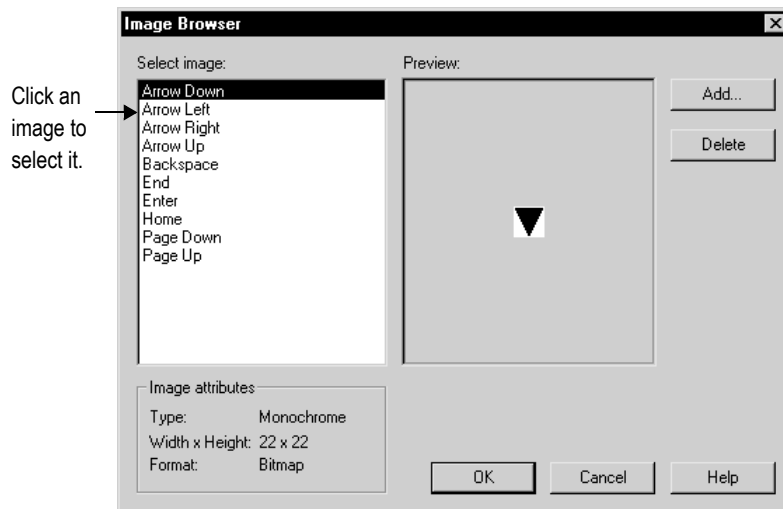 Image Browser
Select image:
Preview:
Click an
image to
select it.
Arrow Down
Arrow Left
Arrow Right
Arrow Up
Backspace
End
Enter
Home
Page Down
Page Up
Add...
Delete
Image attributes
Type: Monochrome
Width x Height: 22 x 22
Format: Bitmap
OK
Cancel
Help